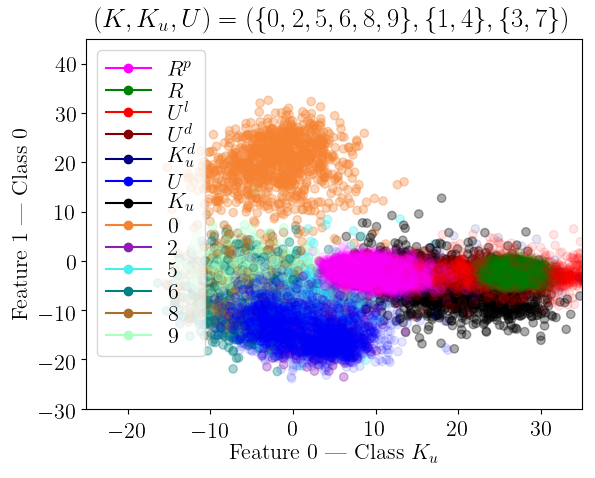 (K, K_u, U) = ({0, 2, 5, 6, 8, 9}, {1, 4}, {3, 7})
Feature 1 — Class 0
40
30
20
10
0
−10
−20
−30
R^p
R
U^l
U^d
K_u^d
U
K_u
0
2
5
6
8
9
−20 −10 0 10 20 30
Feature 0 — Class K_u